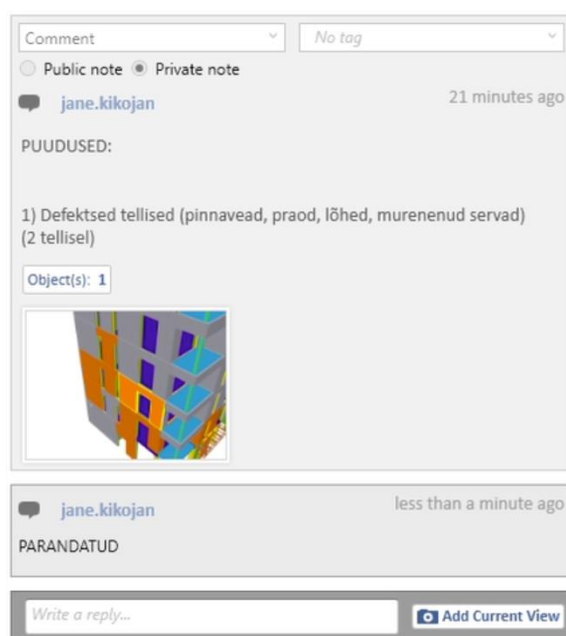 Comment
No tag
Public note Private note
jane.kikojan 21 minutes ago
PUUDUSED:
1) Defektsed tellised (pinnavead, praod, lõhed, murenenud servad)
(2 tellisel)
Object(s): 1
jane.kikojan less than a minute ago
PARANDATUD
Write a reply...
Add Current View